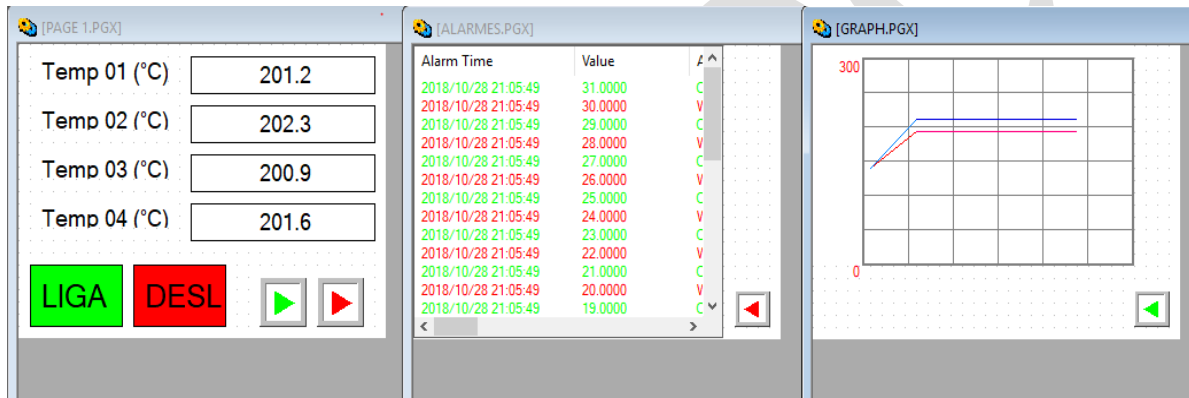 [PAGE 1.PGX]
Temp 01 (°C) 201.2
Temp 02 (°C) 202.3
Temp 03 (°C) 200.9
Temp 04 (°C) 201.6
LIGA DESL
[ALARMES.PGX]
Alarm Time Value
2018/10/28 21:05:49 31.0000
2018/10/28 21:05:49 30.0000
2018/10/28 21:05:49 29.0000
2018/10/28 21:05:49 28.0000
2018/10/28 21:05:49 27.0000
2018/10/28 21:05:49 26.0000
2018/10/28 21:05:49 25.0000
2018/10/28 21:05:49 24.0000
2018/10/28 21:05:49 23.0000
2018/10/28 21:05:49 22.0000
2018/10/28 21:05:49 21.0000
2018/10/28 21:05:49 20.0000
2018/10/28 21:05:49 19.0000
[GRAPH.PGX]
300
0